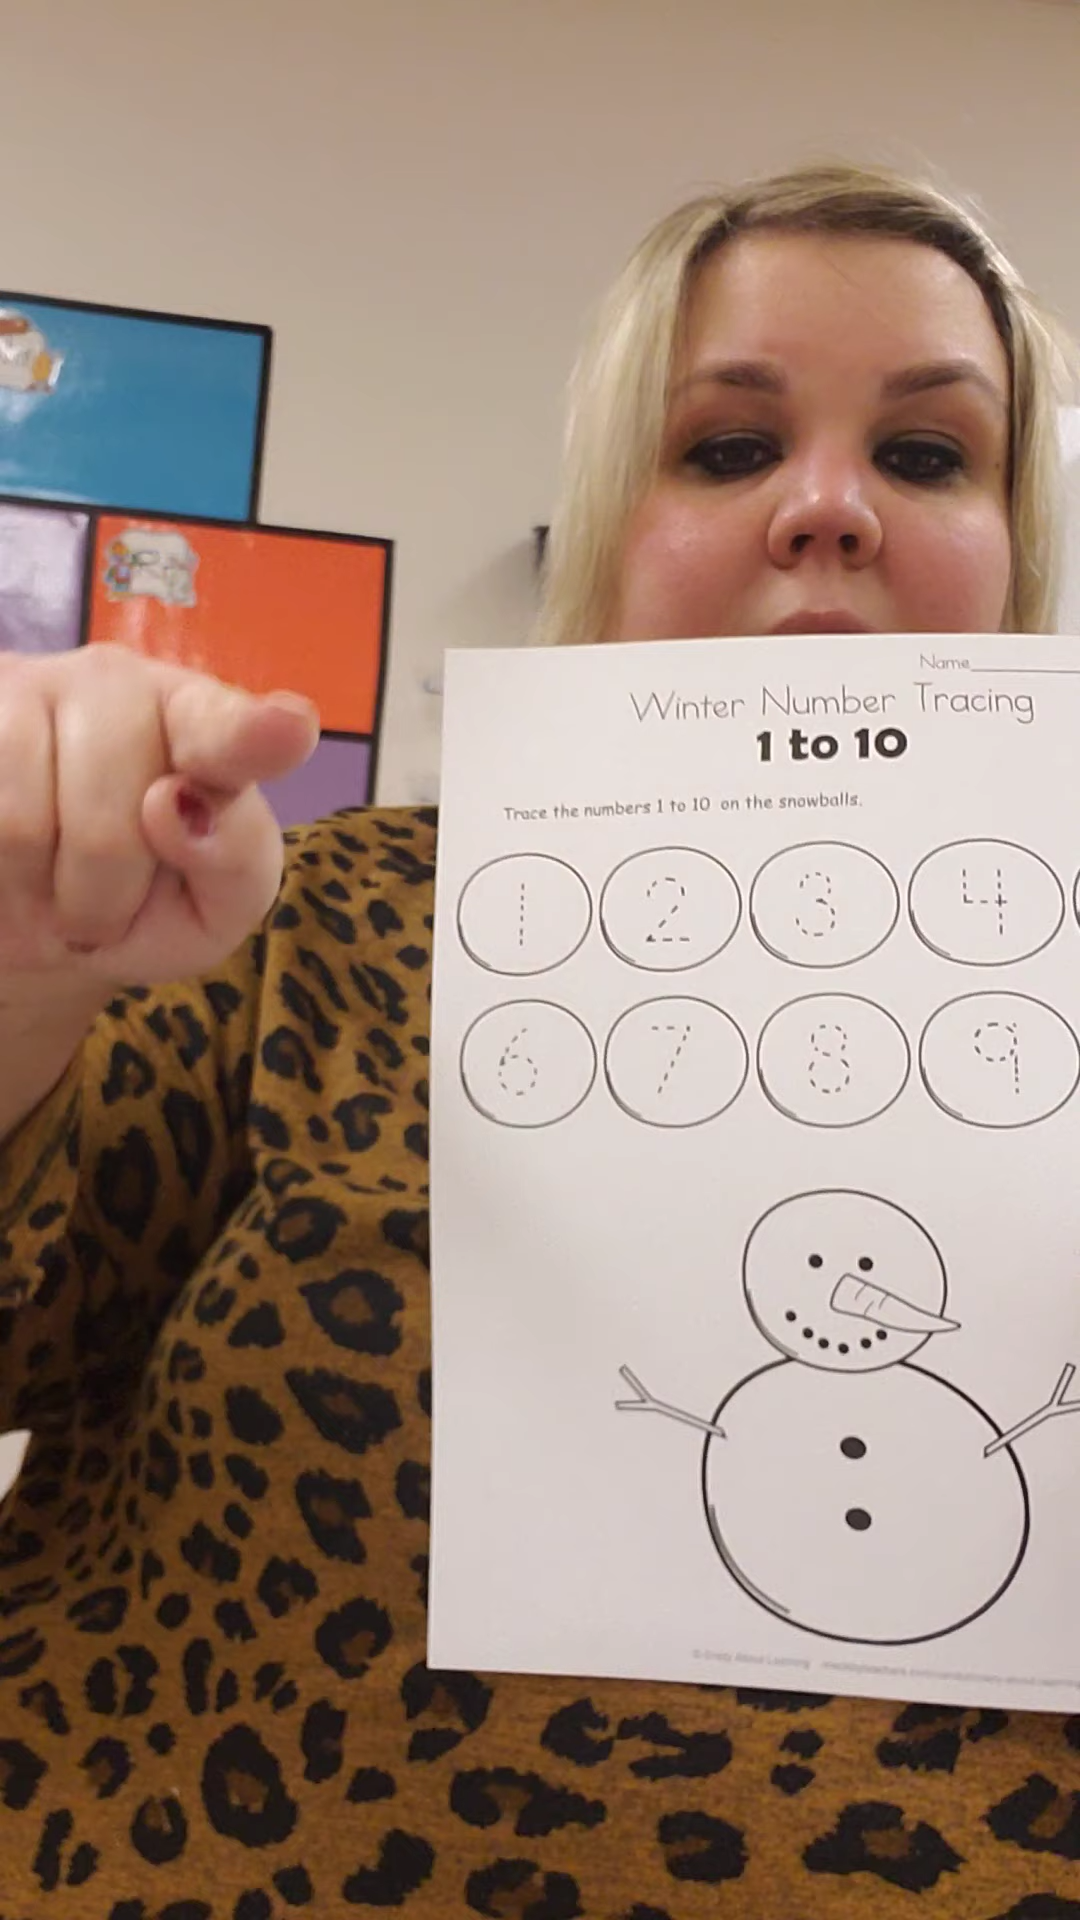 Name
Winter Number Tracing
1 to 10
Trace the numbers 1 to 10 on the snowballs.
1 2 3 4
6 7 8 9